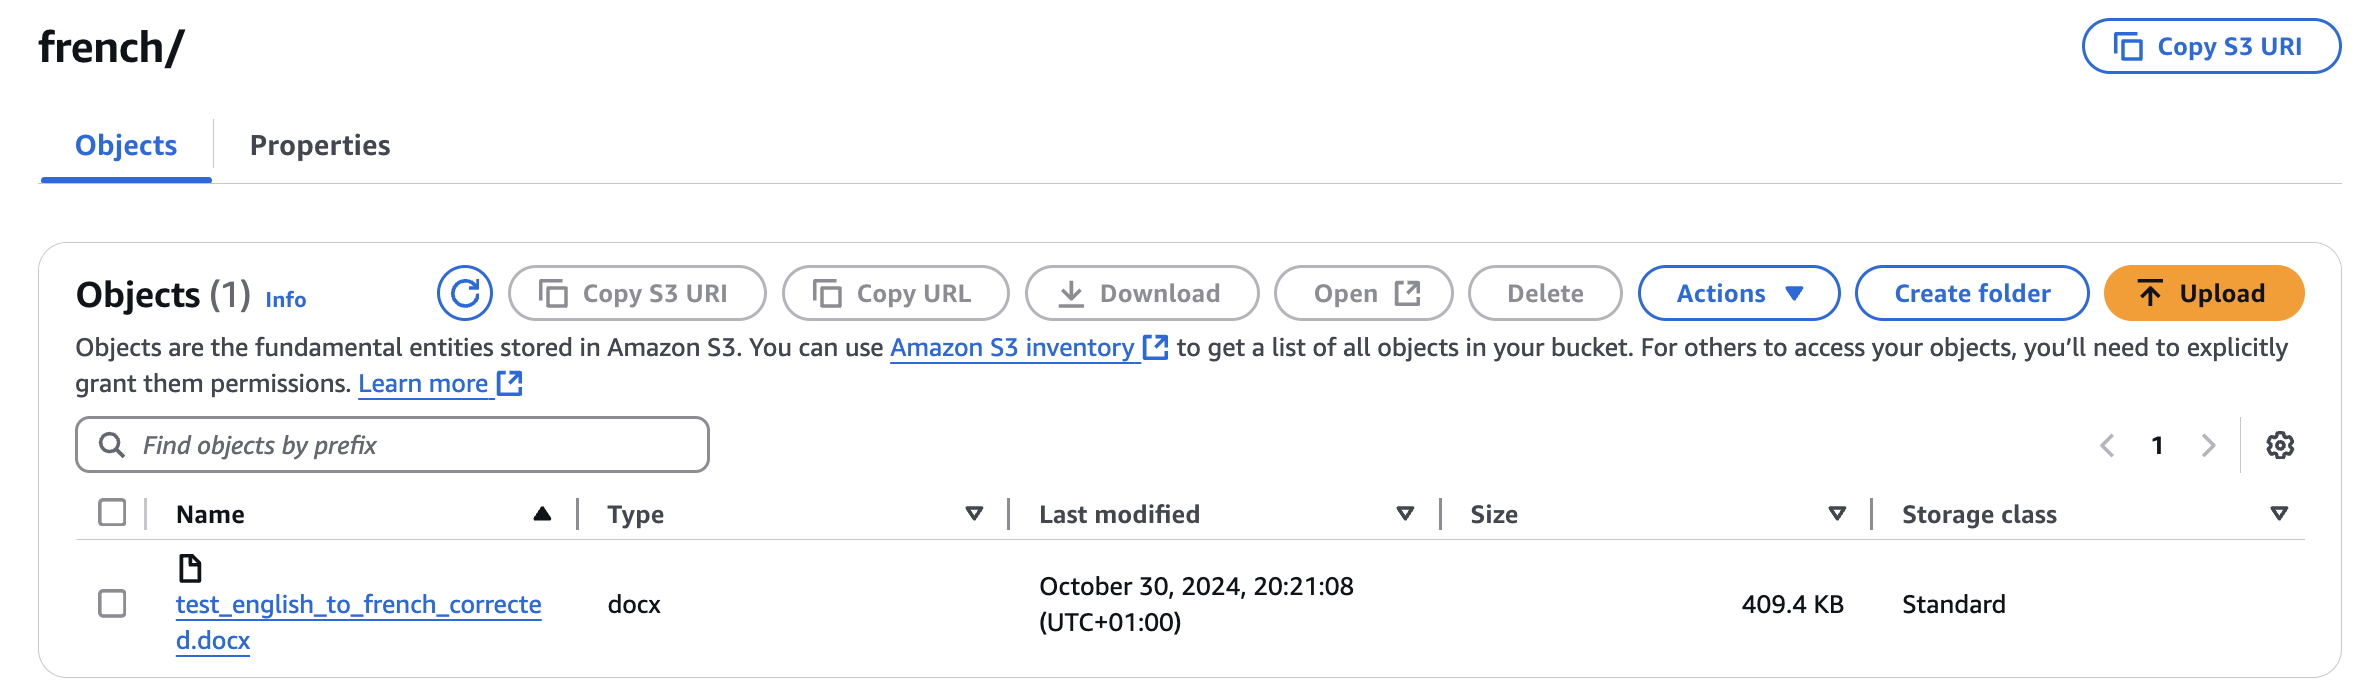 french/
Copy S3 URI
Objects
Properties
Objects (1) Info
Copy S3 URI
Copy URL
Download
Open
Delete
Actions
Create folder
Upload
Objects are the fundamental entities stored in Amazon S3. You can use Amazon S3 inventory to get a list of all objects in your bucket. For others to access your objects, you’ll need to explicitly
grant them permissions. Learn more
Find objects by prefix
1
Name
Type
Last modified
Size
Storage class
test_english_to_french_correcte
d.docx
docx
October 30, 2024, 20:21:08
(UTC+01:00)
409.4 KB
Standard